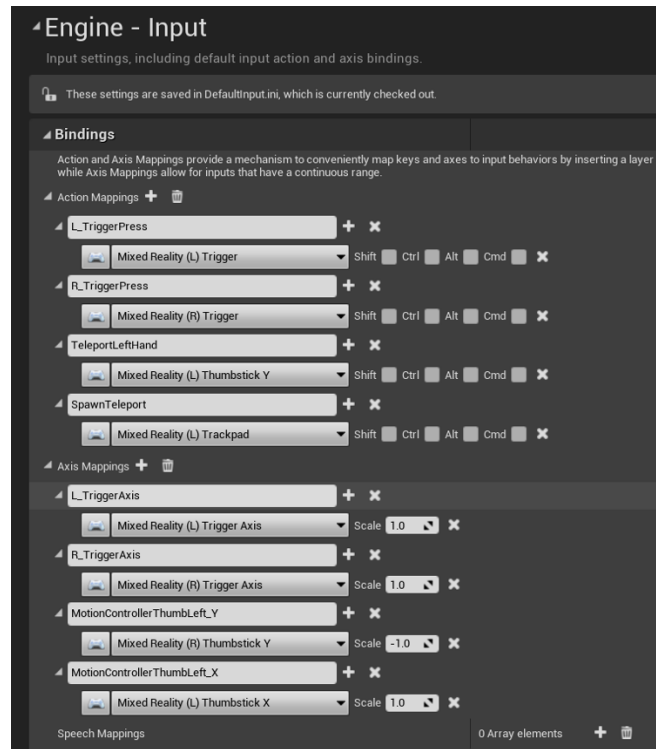 Engine - Input
Input settings, including default input action and axis bindings.
These settings are saved in DefaultInput.ini, which is currently checked out.
Bindings
Action and Axis Mappings provide a mechanism to conveniently map keys and axes to input behaviors by inserting a layer
while Axis Mappings allow for inputs that have a continuous range.
Action Mappings
L_TriggerPress
Mixed Reality (L) Trigger Shift Ctrl Alt Cmd
R_TriggerPress
Mixed Reality (R) Trigger Shift Ctrl Alt Cmd
TeleportLeftHand
Mixed Reality (L) Thumbstick Y Shift Ctrl Alt Cmd
SpawnTeleport
Mixed Reality (L) Trackpad Shift Ctrl Alt Cmd
Axis Mappings
L_TriggerAxis
Mixed Reality (L) Trigger Axis Scale 1.0
R_TriggerAxis
Mixed Reality (R) Trigger Axis Scale 1.0
MotionControllerThumbLeft_Y
Mixed Reality (R) Thumbstick Y Scale -1.0
MotionControllerThumbLeft_X
Mixed Reality (L) Thumbstick X Scale 1.0
Speech Mappings 0 Array elements